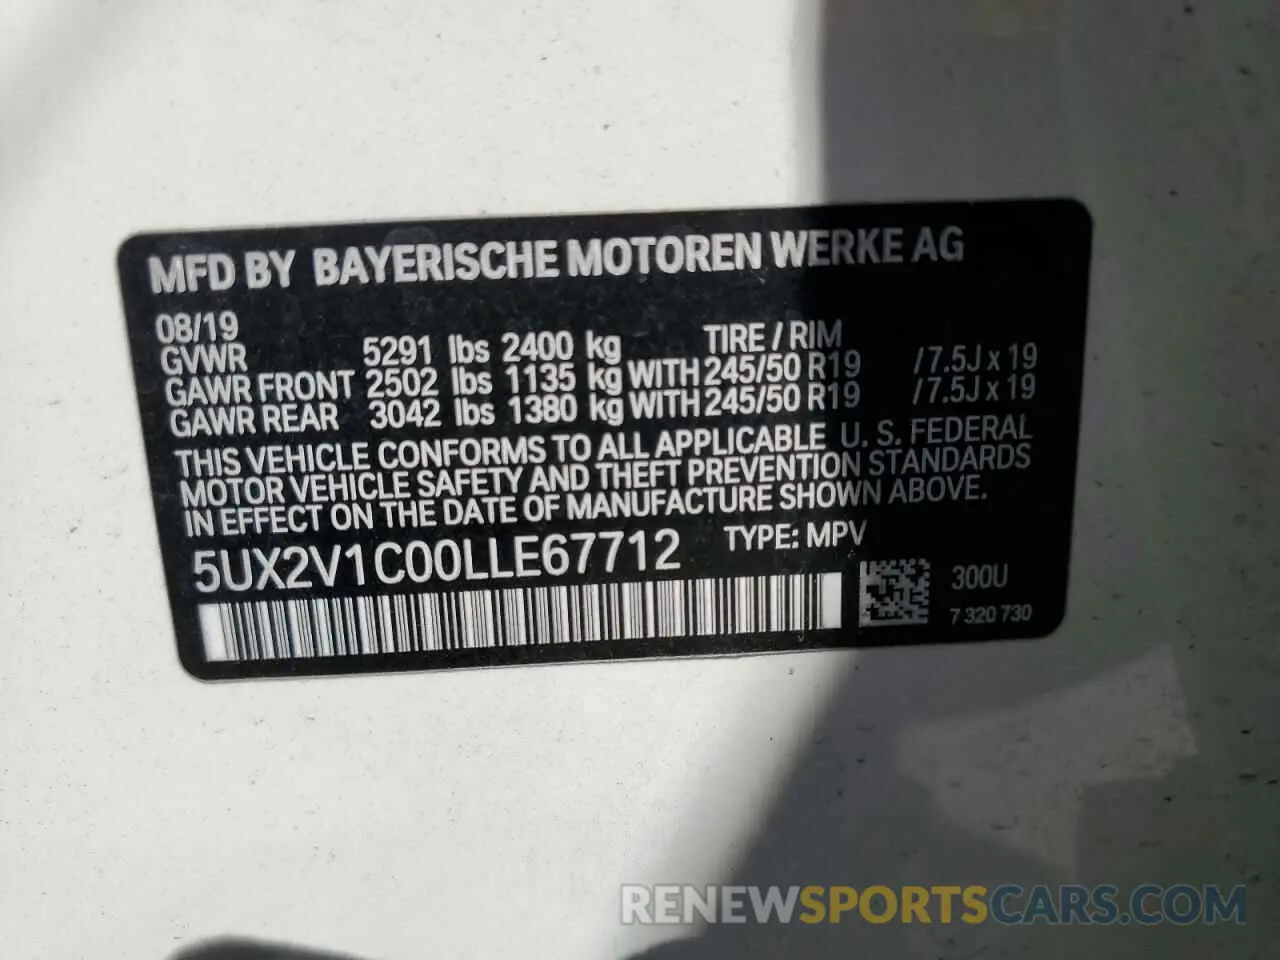 MFD BY BAYERISCHE MOTOREN WERKE AG
08/19 TIRE / RIM
GVWR 5291 lbs 2400 kg
GAWR FRONT 2502 lbs 1135 kg WITH 245/50 R19 /7.5J x 19
GAWR REAR 3042 lbs 1380 kg WITH 245/50 R19 /7.5J x 19
THIS VEHICLE CONFORMS TO ALL APPLICABLE U. S. FEDERAL
MOTOR VEHICLE SAFETY AND THEFT PREVENTION STANDARDS
IN EFFECT ON THE DATE OF MANUFACTURE SHOWN ABOVE.
5UX2V1C00LLE67712 TYPE: MPV
300U
7 320 730
RENEWSPORTSCARS.COM